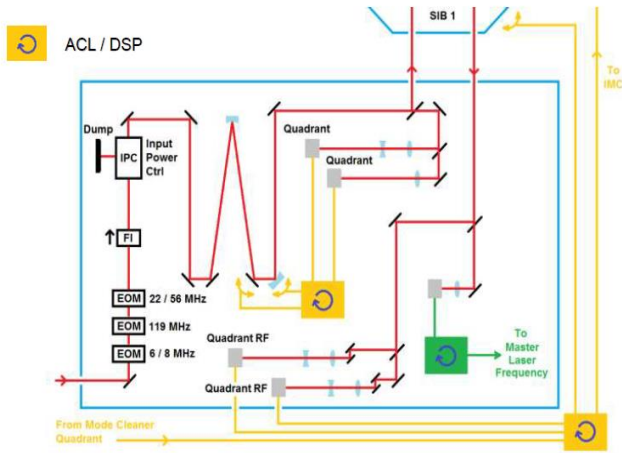 ACL / DSP
SIB 1
To
IMC
Dump
IPC
Input
Power
Ctrl
Quadrant
Quadrant
FI
EOM
22 / 56 MHz
EOM
119 MHz
EOM
6 / 8 MHz
Quadrant RF
Quadrant RF
To
Master
Laser
Frequency
From Mode Cleaner
Quadrant